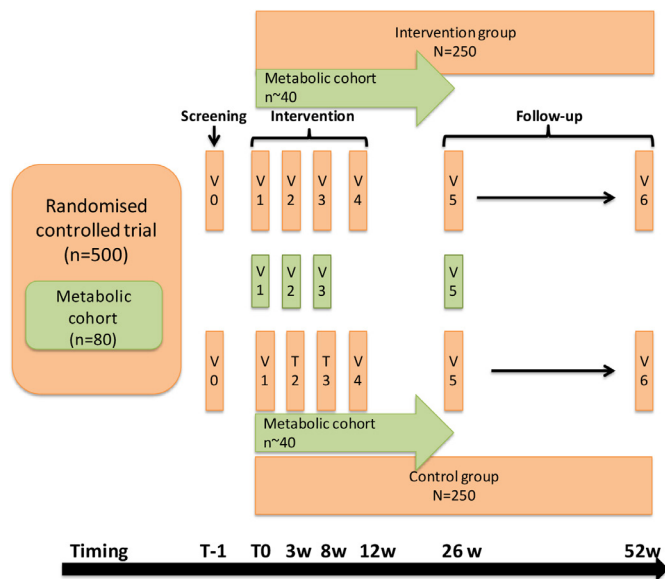 Intervention group
N=250
Metabolic cohort
n~40
Screening
Intervention
Follow-up
V
0
V
1
V
2
V
3
V
4
V
5
V
6
Randomised
controlled trial
(n=500)
Metabolic
cohort
(n=80)
V
1
V
2
V
3
V
5
V
0
V
1
T
2
T
3
V
4
V
5
V
6
Metabolic cohort
n~40
Control group
N=250
Timing T-1 T0 3w 8w 12w 26 w 52w